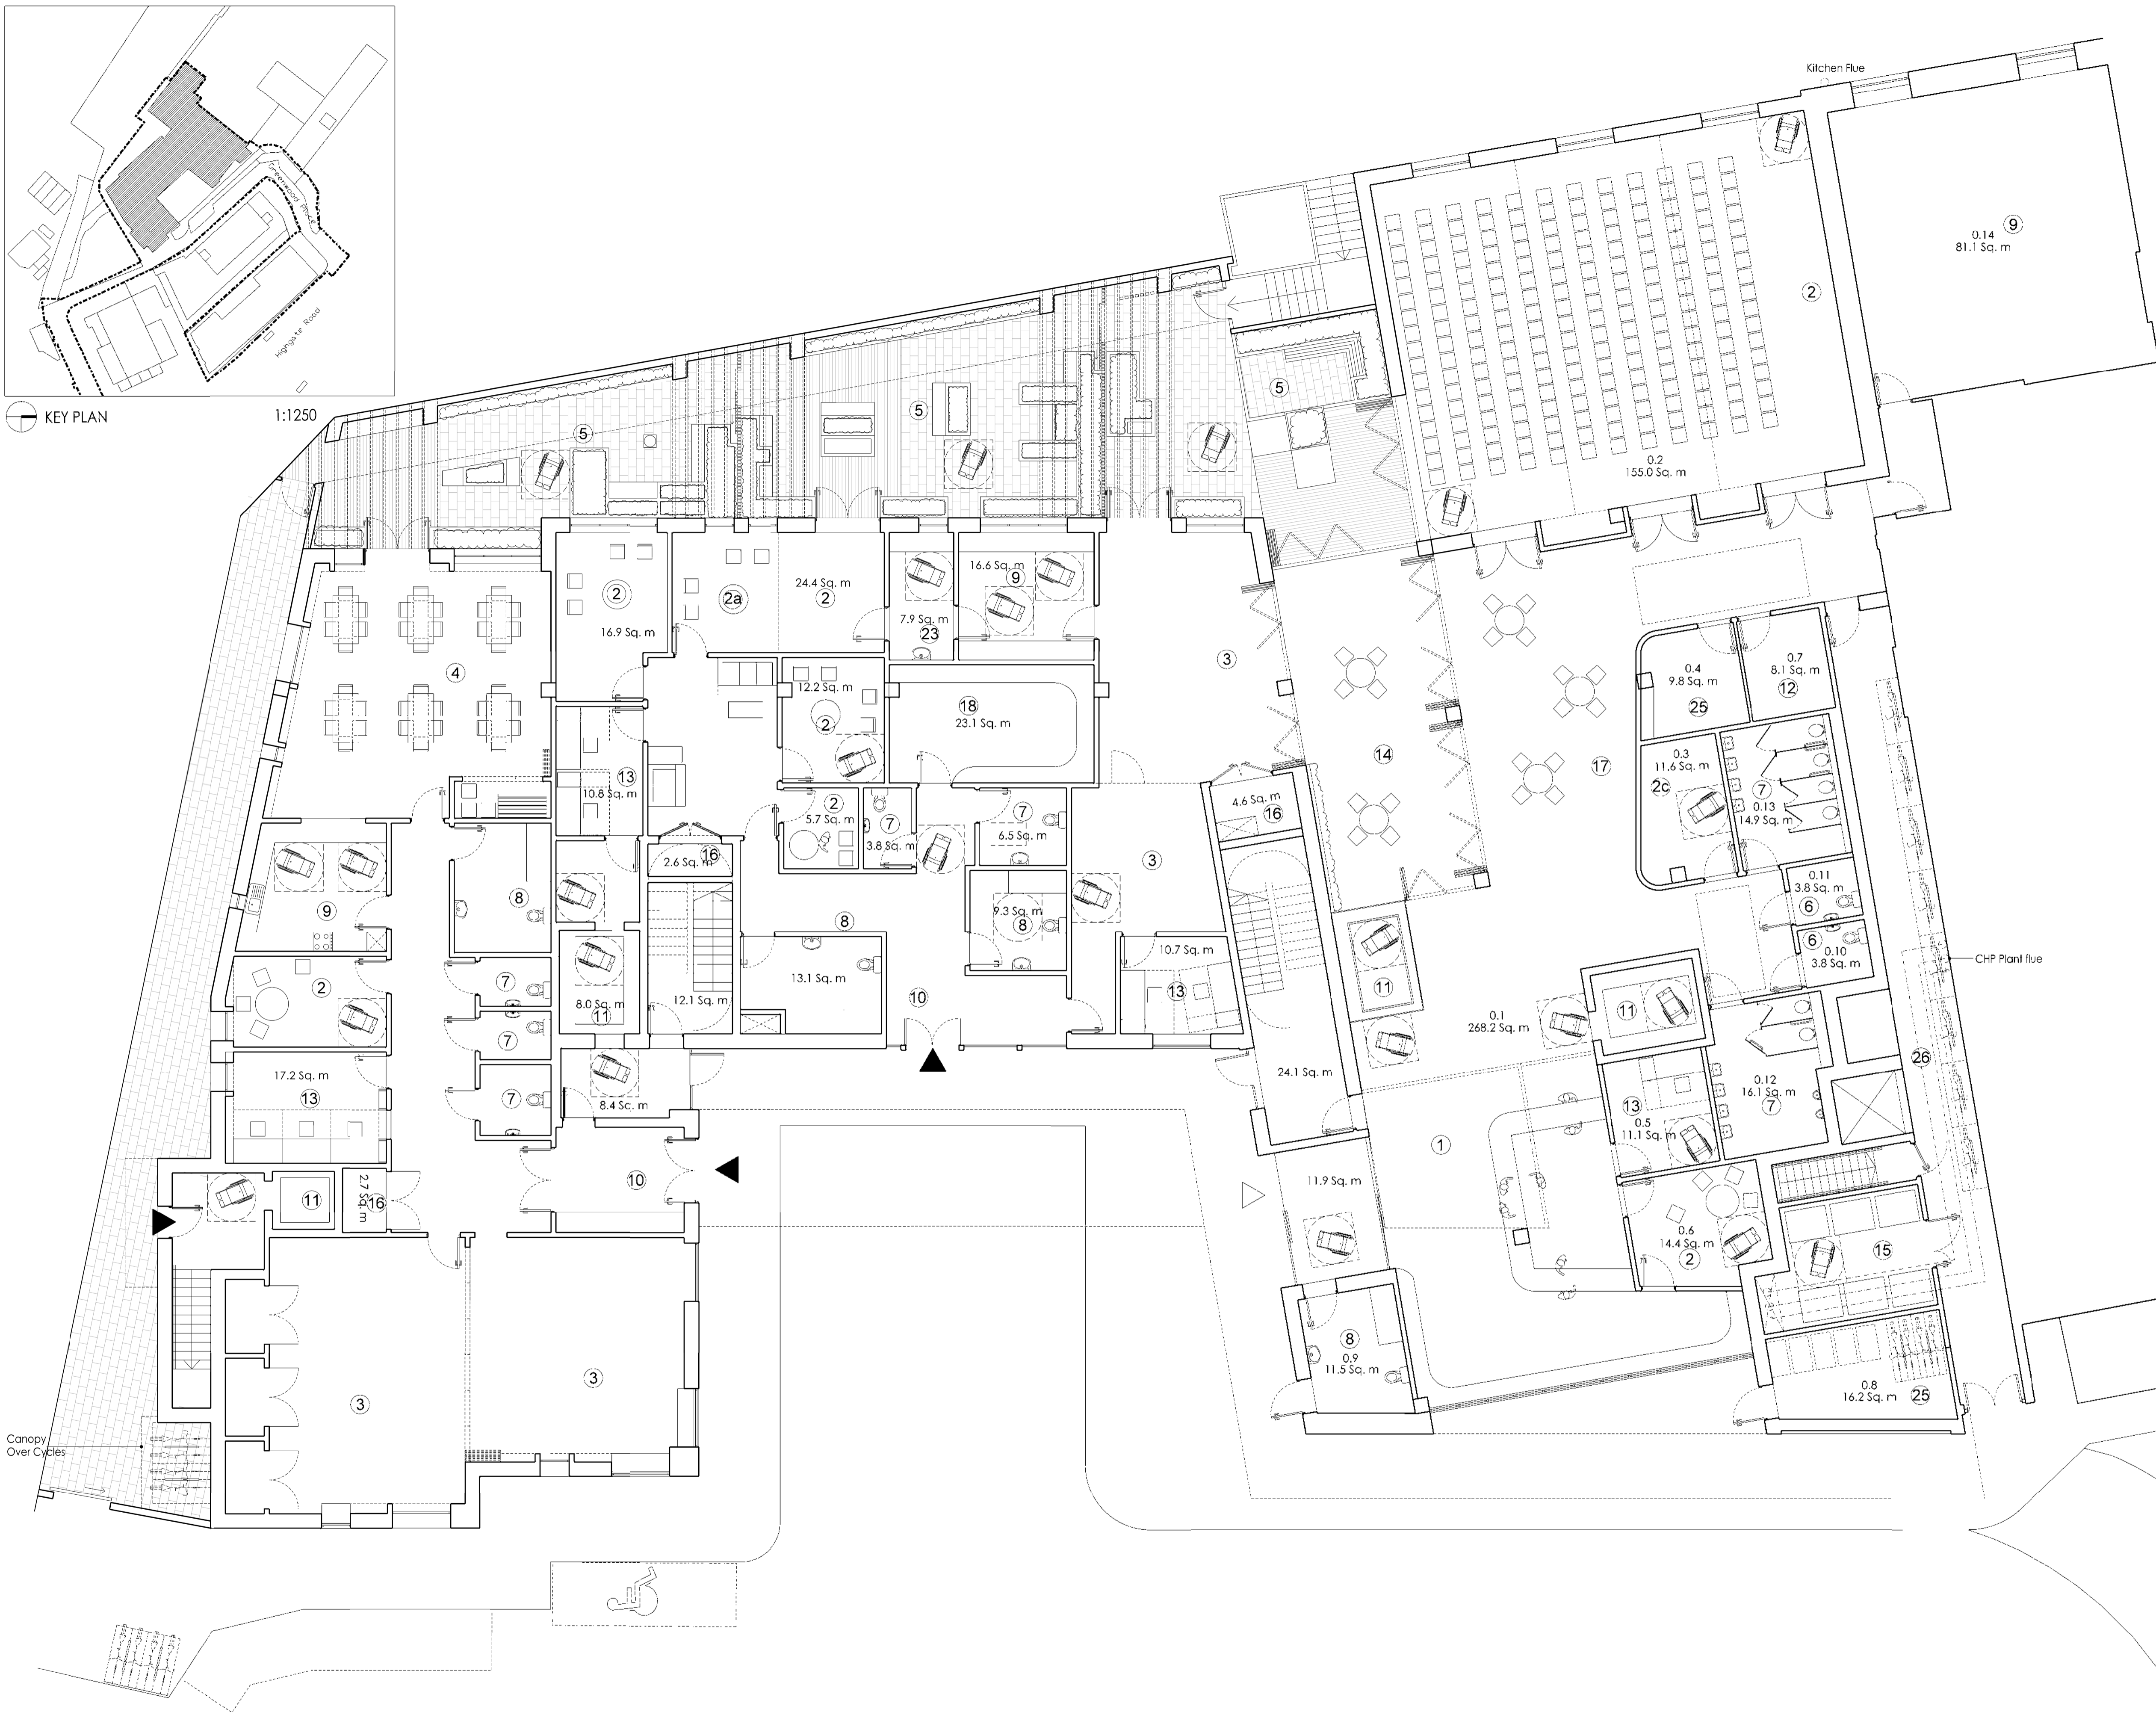 Greenwood Place
Highgate Road
KEY PLAN
1:1250
Kitchen Flue
0.14
81.1 Sq. m
9
2
0.2
155.0 Sq. m
5
5
5
4
2
16.9 Sq. m
2a
24.4 Sq. m
2
7.9 Sq. m
23
16.6 Sq. m
9
3
12.2 Sq. m
2
18
23.1 Sq. m
14
17
0.4
9.8 Sq. m
25
0.7
8.1 Sq. m
12
0.3
11.6 Sq. m
2c
7
0.13
14.9 Sq. m
13
10.8 Sq. m
2
5.7 Sq. m
7
3.8 Sq. m
7
6.5 Sq. m
4.6 Sq. m
16
2.6 Sq. m
16
3
9
8
8
9.3 Sq. m
8
0.11
3.8 Sq. m
6
6
0.10
3.8 Sq. m
CHP Plant flue
2
7
7
7
8.0 Sq. m
11
12.1 Sq. m
13.1 Sq. m
10
10.7 Sq. m
13
11
0.1
268.2 Sq. m
11
26
17.2 Sq. m
13
8.4 Sq. m
24.1 Sq. m
1
13
0.5
11.1 Sq. m
0.12
16.1 Sq. m
7
11
2.7 Sq. m
16
10
11.9 Sq. m
0.6
14.4 Sq. m
2
15
3
3
8
0.9
11.5 Sq. m
0.8
16.2 Sq. m
25
Canopy
Over Cycles